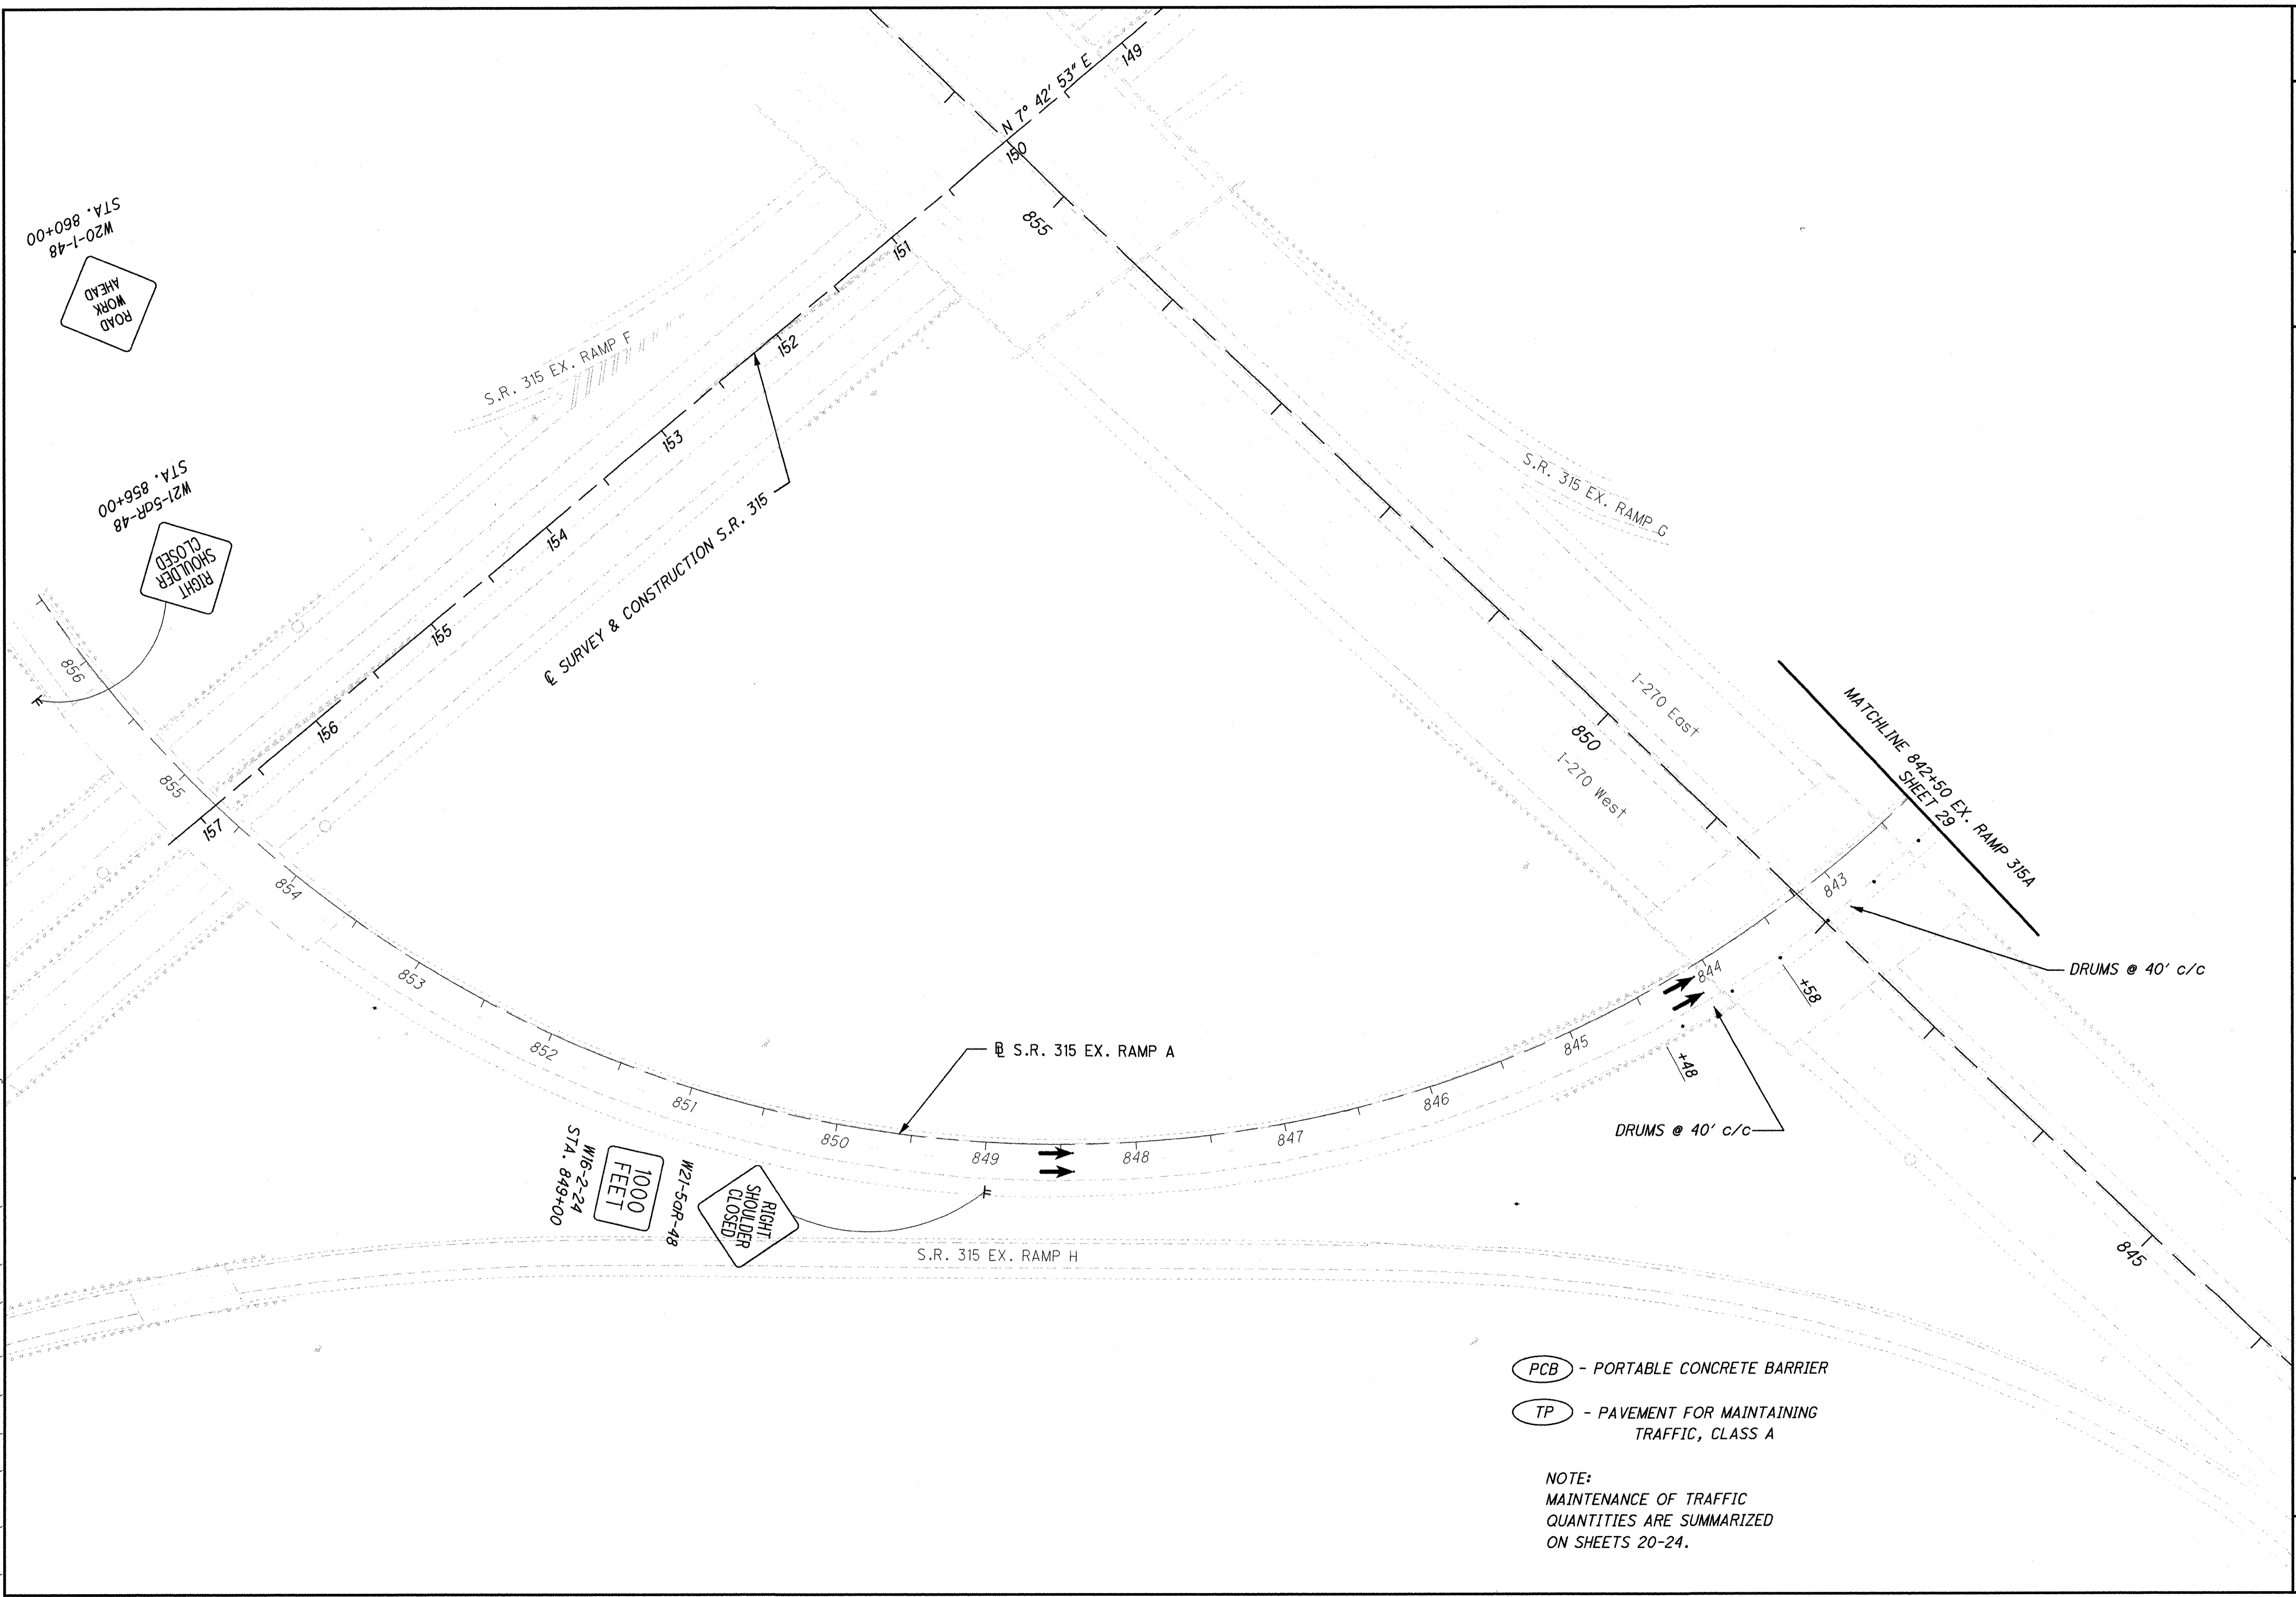 N 7° 42' 53" E
149
150
151
152
153
154
155
156
157
855
850
845
W20-1-48
STA. 860+00
ROAD
WORK
AHEAD
W21-5aR-48
STA. 856+00
RIGHT
SHOULDER
CLOSED
S.R. 315 EX. RAMP F
℄ SURVEY & CONSTRUCTION S.R. 315
S.R. 315 EX. RAMP G
I-270 East
I-270 West
MATCHLINE 842+50 EX. RAMP 315A
SHEET 29
856
855
854
853
852
851
850
849
848
847
846
845
844
843
DRUMS @ 40' c/c
+58
+48
DRUMS @ 40' c/c
B̲L S.R. 315 EX. RAMP A
RIGHT
SHOULDER
CLOSED
W21-5aR-48
1000
FEET
W16-2-24
STA. 849+00
S.R. 315 EX. RAMP H
PCB - PORTABLE CONCRETE BARRIER
TP - PAVEMENT FOR MAINTAINING
TRAFFIC, CLASS A
NOTE:
MAINTENANCE OF TRAFFIC
QUANTITIES ARE SUMMARIZED
ON SHEETS 20-24.